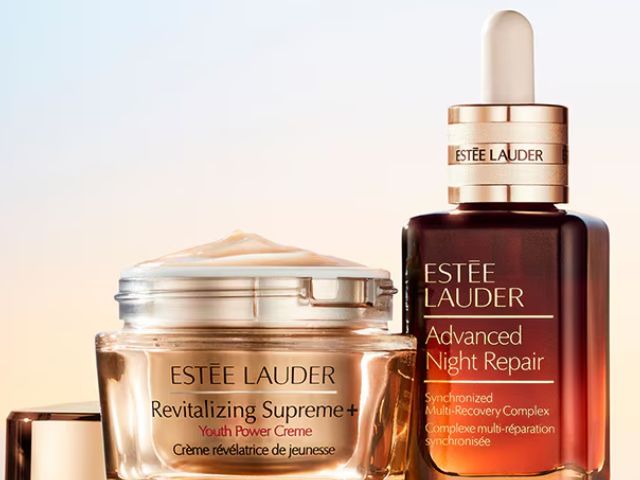 ESTĒE LAUDER
ESTĒE
LAUDER
Advanced
Night Repair
Synchronized
Multi-Recovery Complex
Complexe multi-réparation
synchronisée
ESTĒE LAUDER
Revitalizing Supreme+
Youth Power Creme
Crème révélatrice de jeunesse